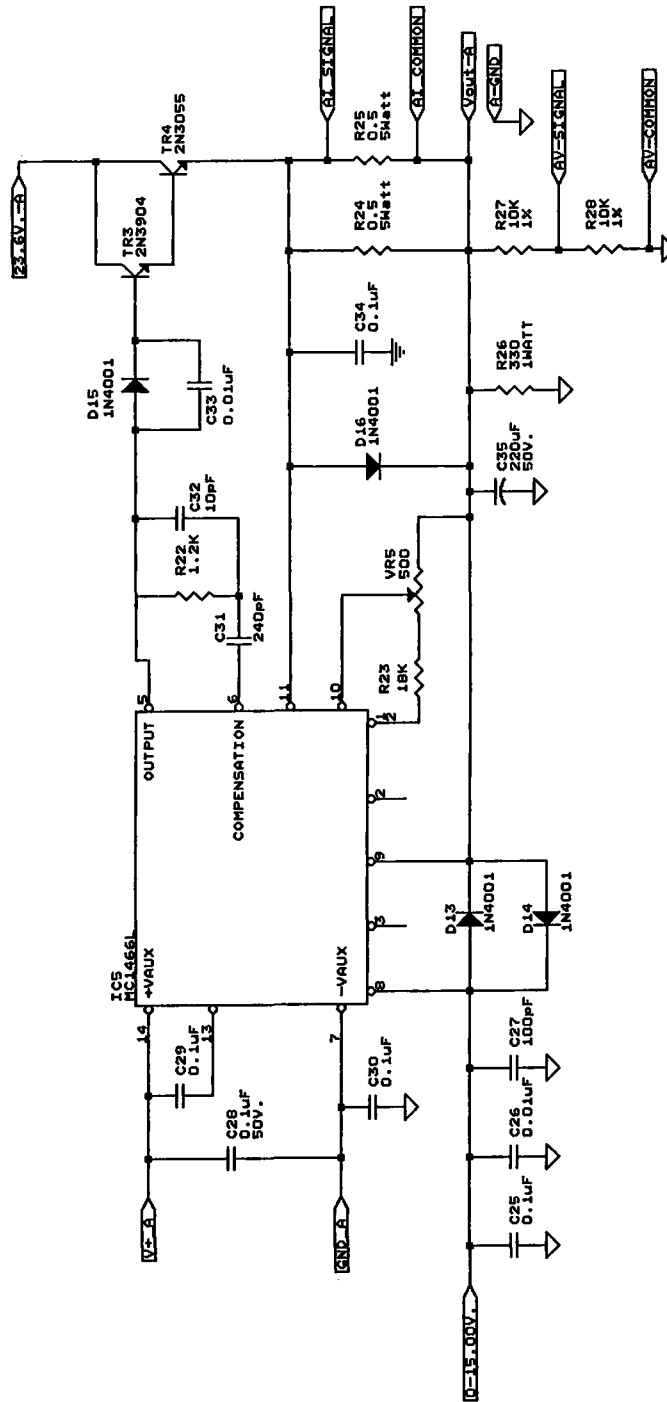 23.6V.-A
TR3
2N3904
TR4
2N3055
D15
1N4001
C33
0.01uF
C32
10pF
R22
1.2K
C31
240pF
AI SIGNAL
AI COMMON
Vout-A
A-GND
AV-SIGNAL
AV-COMMON
R25
0.5
5Watt
R24
0.5
5Watt
R27
10K
1%
R28
10K
1%
C34
0.1uF
D16
1N4001
R26
330
1WATT
C35
220uF
50V.
VR5
500
R23
18K
IC5
MC1466L
+VAUX
OUTPUT
COMPENSATION
-VAUX
14
13
7
5
6
11
10
8
3
9
2
12
V+ A
C29
0.1uF
C28
0.1uF
50V.
C30
0.1uF
GND A
D13
1N4001
D14
1N4001
C27
100pF
C26
0.01uF
C25
0.1uF
0-15.00V.